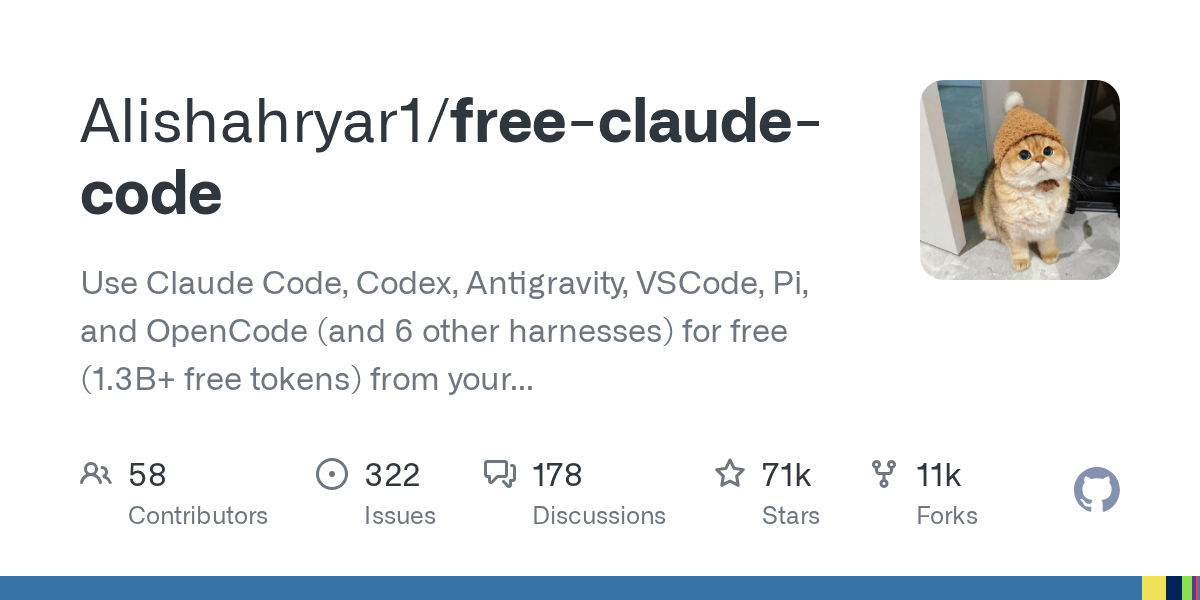 Alishahryar1/free-claude-
code
Use Claude Code, Codex, Antigravity, VSCode, Pi,
and OpenCode (and 6 other harnesses) for free
(1.3B+ free tokens) from your...
58
Contributors
322
Issues
178
Discussions
71k
Stars
11k
Forks